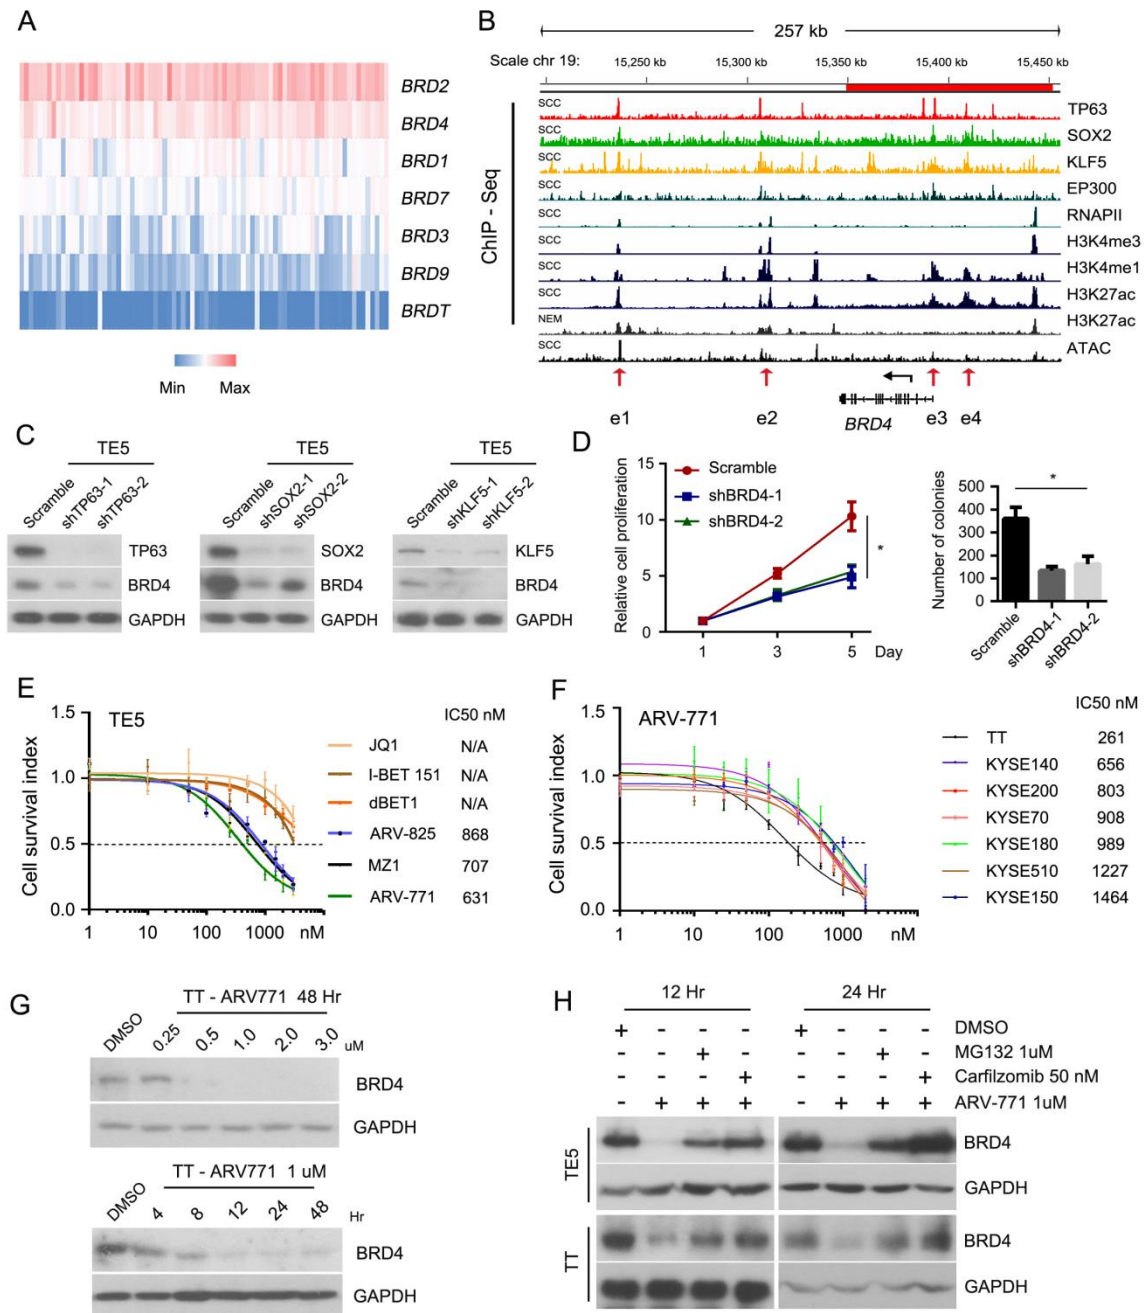 A
BRD2
BRD4
BRD1
BRD7
BRD3
BRD9
BRDT
Min Max
B
257 kb
Scale chr 19: 15,250 kb 15,300 kb 15,350 kb 15,400 kb 15,450 kb
ChIP - Seq
SCC TP63
SCC SOX2
SCC KLF5
SCC EP300
SCC RNAPII
SCC H3K4me3
SCC H3K4me1
SCC H3K27ac
NEM H3K27ac
SCC ATAC
e1 e2 BRD4 e3 e4
C
TE5
Scramble shTP63-1 shTP63-2
TP63
BRD4
GAPDH
TE5
Scramble shSOX2-1 shSOX2-2
SOX2
BRD4
GAPDH
TE5
Scramble shKLF5-1 shKLF5-2
KLF5
BRD4
GAPDH
D
Relative cell proliferation
15
10
5
0
1 3 5 Day
Scramble
shBRD4-1
shBRD4-2
*
Number of colonies
500
400
300
200
100
0
*
Scramble shBRD4-1 shBRD4-2
E
TE5
Cell survival index
1.5
1.0
0.5
0.0
1 10 100 1000 nM
IC50 nM
JQ1 N/A
I-BET 151 N/A
dBET1 N/A
ARV-825 868
MZ1 707
ARV-771 631
F
ARV-771
Cell survival index
1.5
1.0
0.5
0.0
1 10 100 1000 nM
IC50 nM
TT 261
KYSE140 656
KYSE200 803
KYSE70 908
KYSE180 989
KYSE510 1227
KYSE150 1464
G
TT - ARV771 48 Hr
DMSO 0.25 0.5 1.0 2.0 3.0 uM
BRD4
GAPDH
TT - ARV771 1 uM
DMSO 4 8 12 24 48 Hr
BRD4
GAPDH
H
12 Hr 24 Hr
+ - - - + - - - DMSO
- - + - - - + - MG132 1uM
- - - + - - - + Carfilzomib 50 nM
- + + + - + + + ARV-771 1uM
TE5
BRD4
GAPDH
TT
BRD4
GAPDH